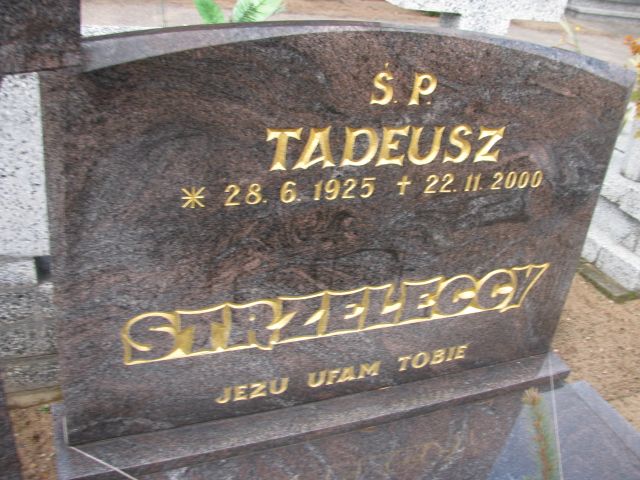 Ś.P.
TADEUSZ
* 28.6.1925 † 22.11.2000
STRZELECCY
JEZU UFAM TOBIE